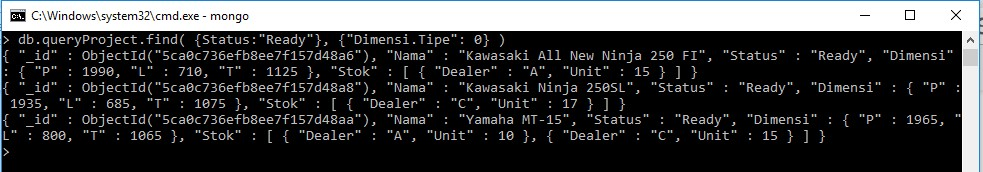 C:\Windows\system32\cmd.exe - mongo
> db.queryProject.find( {Status:"Ready"}, {"Dimensi.Tipe": 0} )
{ "_id" : ObjectId("5ca0c736efb8ee7f157d48a6"), "Nama" : "Kawasaki All New Ninja 250 FI", "Status" : "Ready", "Dimensi"
: { "P" : 1990, "L" : 710, "T" : 1125 }, "Stok" : [ { "Dealer" : "A", "Unit" : 15 } ] }
{ "_id" : ObjectId("5ca0c736efb8ee7f157d48a8"), "Nama" : "Kawasaki Ninja 250SL", "Status" : "Ready", "Dimensi" : { "P" :
1935, "L" : 685, "T" : 1075 }, "Stok" : [ { "Dealer" : "C", "Unit" : 17 } ] }
{ "_id" : ObjectId("5ca0c736efb8ee7f157d48aa"), "Nama" : "Yamaha MT-15", "Status" : "Ready", "Dimensi" : { "P" : 1965, "
L" : 800, "T" : 1065 }, "Stok" : [ { "Dealer" : "A", "Unit" : 10 }, { "Dealer" : "C", "Unit" : 15 } ] }
>